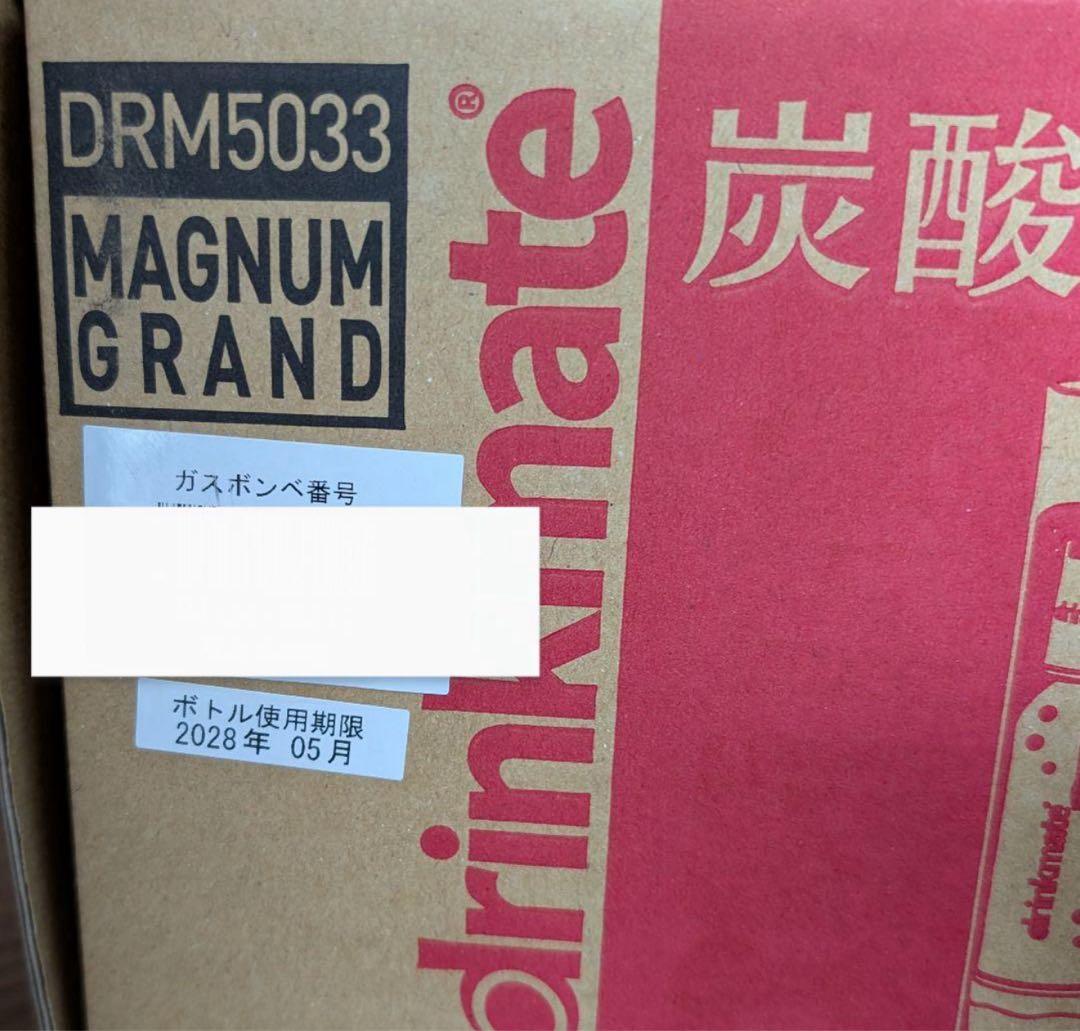 DRM5033
MAGNUM
GRAND
drinkmate®
炭酸
ガスボンベ番号
ボトル使用期限
2028年 05月
drinkmate